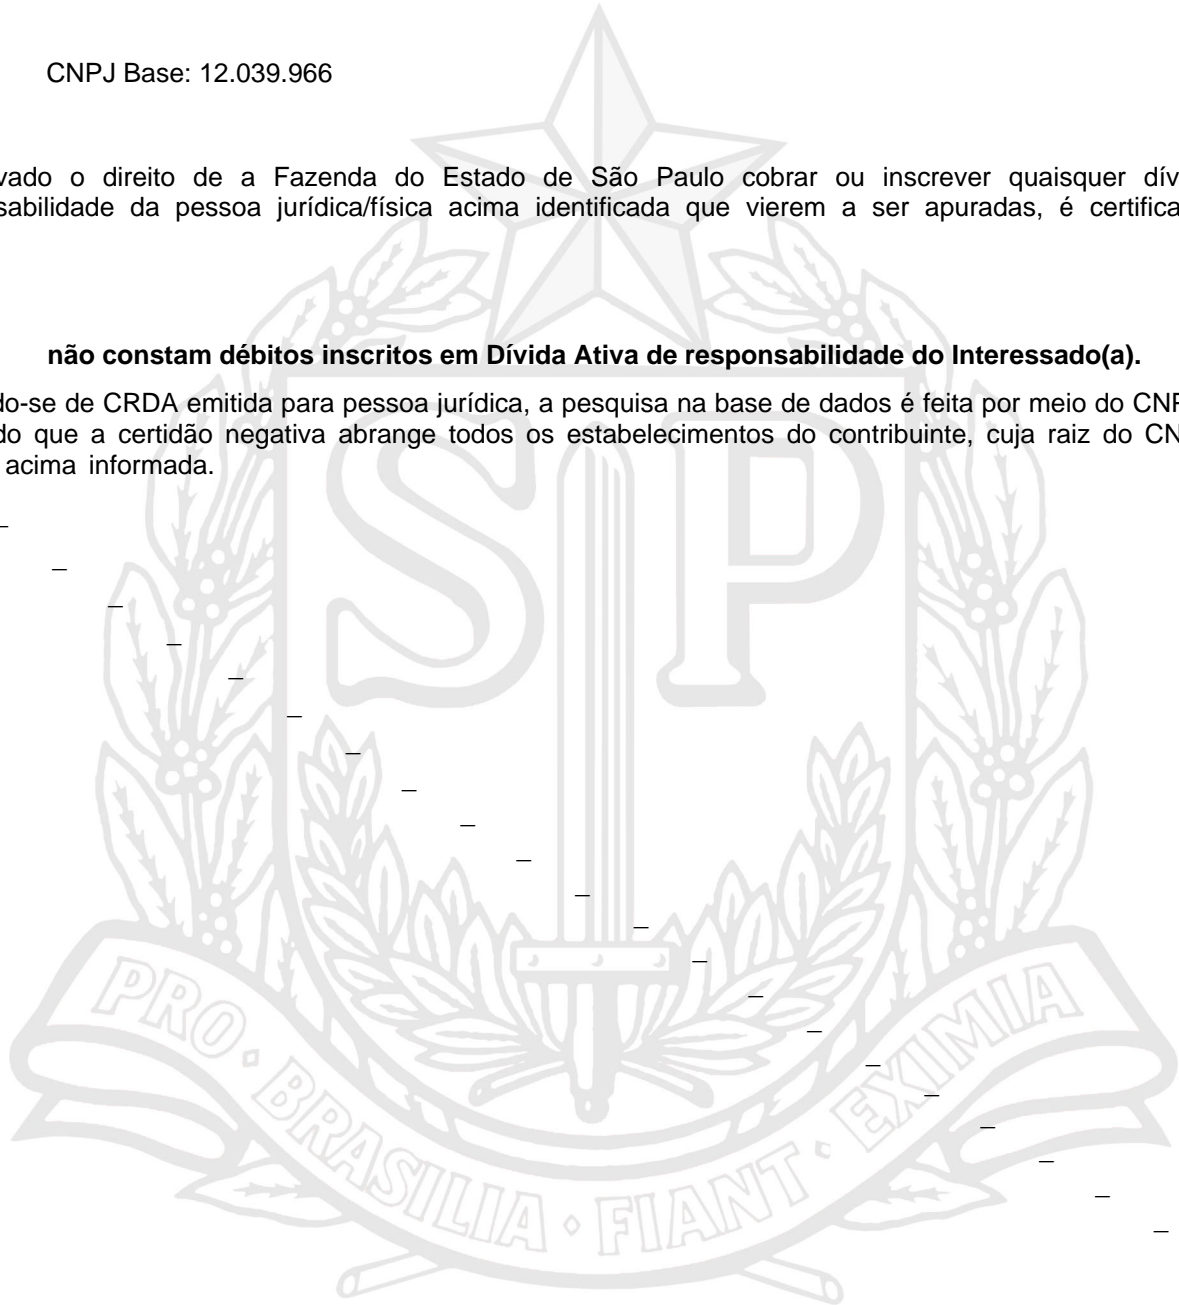 CNPJ Base: 12.039.966
vado o direito de a Fazenda do Estado de São Paulo cobrar ou inscrever quaisquer dív
sabilidade da pessoa jurídica/física acima identificada que vierem a ser apuradas, é certifica
não constam débitos inscritos em Dívida Ativa de responsabilidade do Interessado(a).
do-se de CRDA emitida para pessoa jurídica, a pesquisa na base de dados é feita por meio do CNP
do que a certidão negativa abrange todos os estabelecimentos do contribuinte, cuja raiz do CN
acima informada.
SP
PRO • BRASILIA • FIANT • EXIMIA